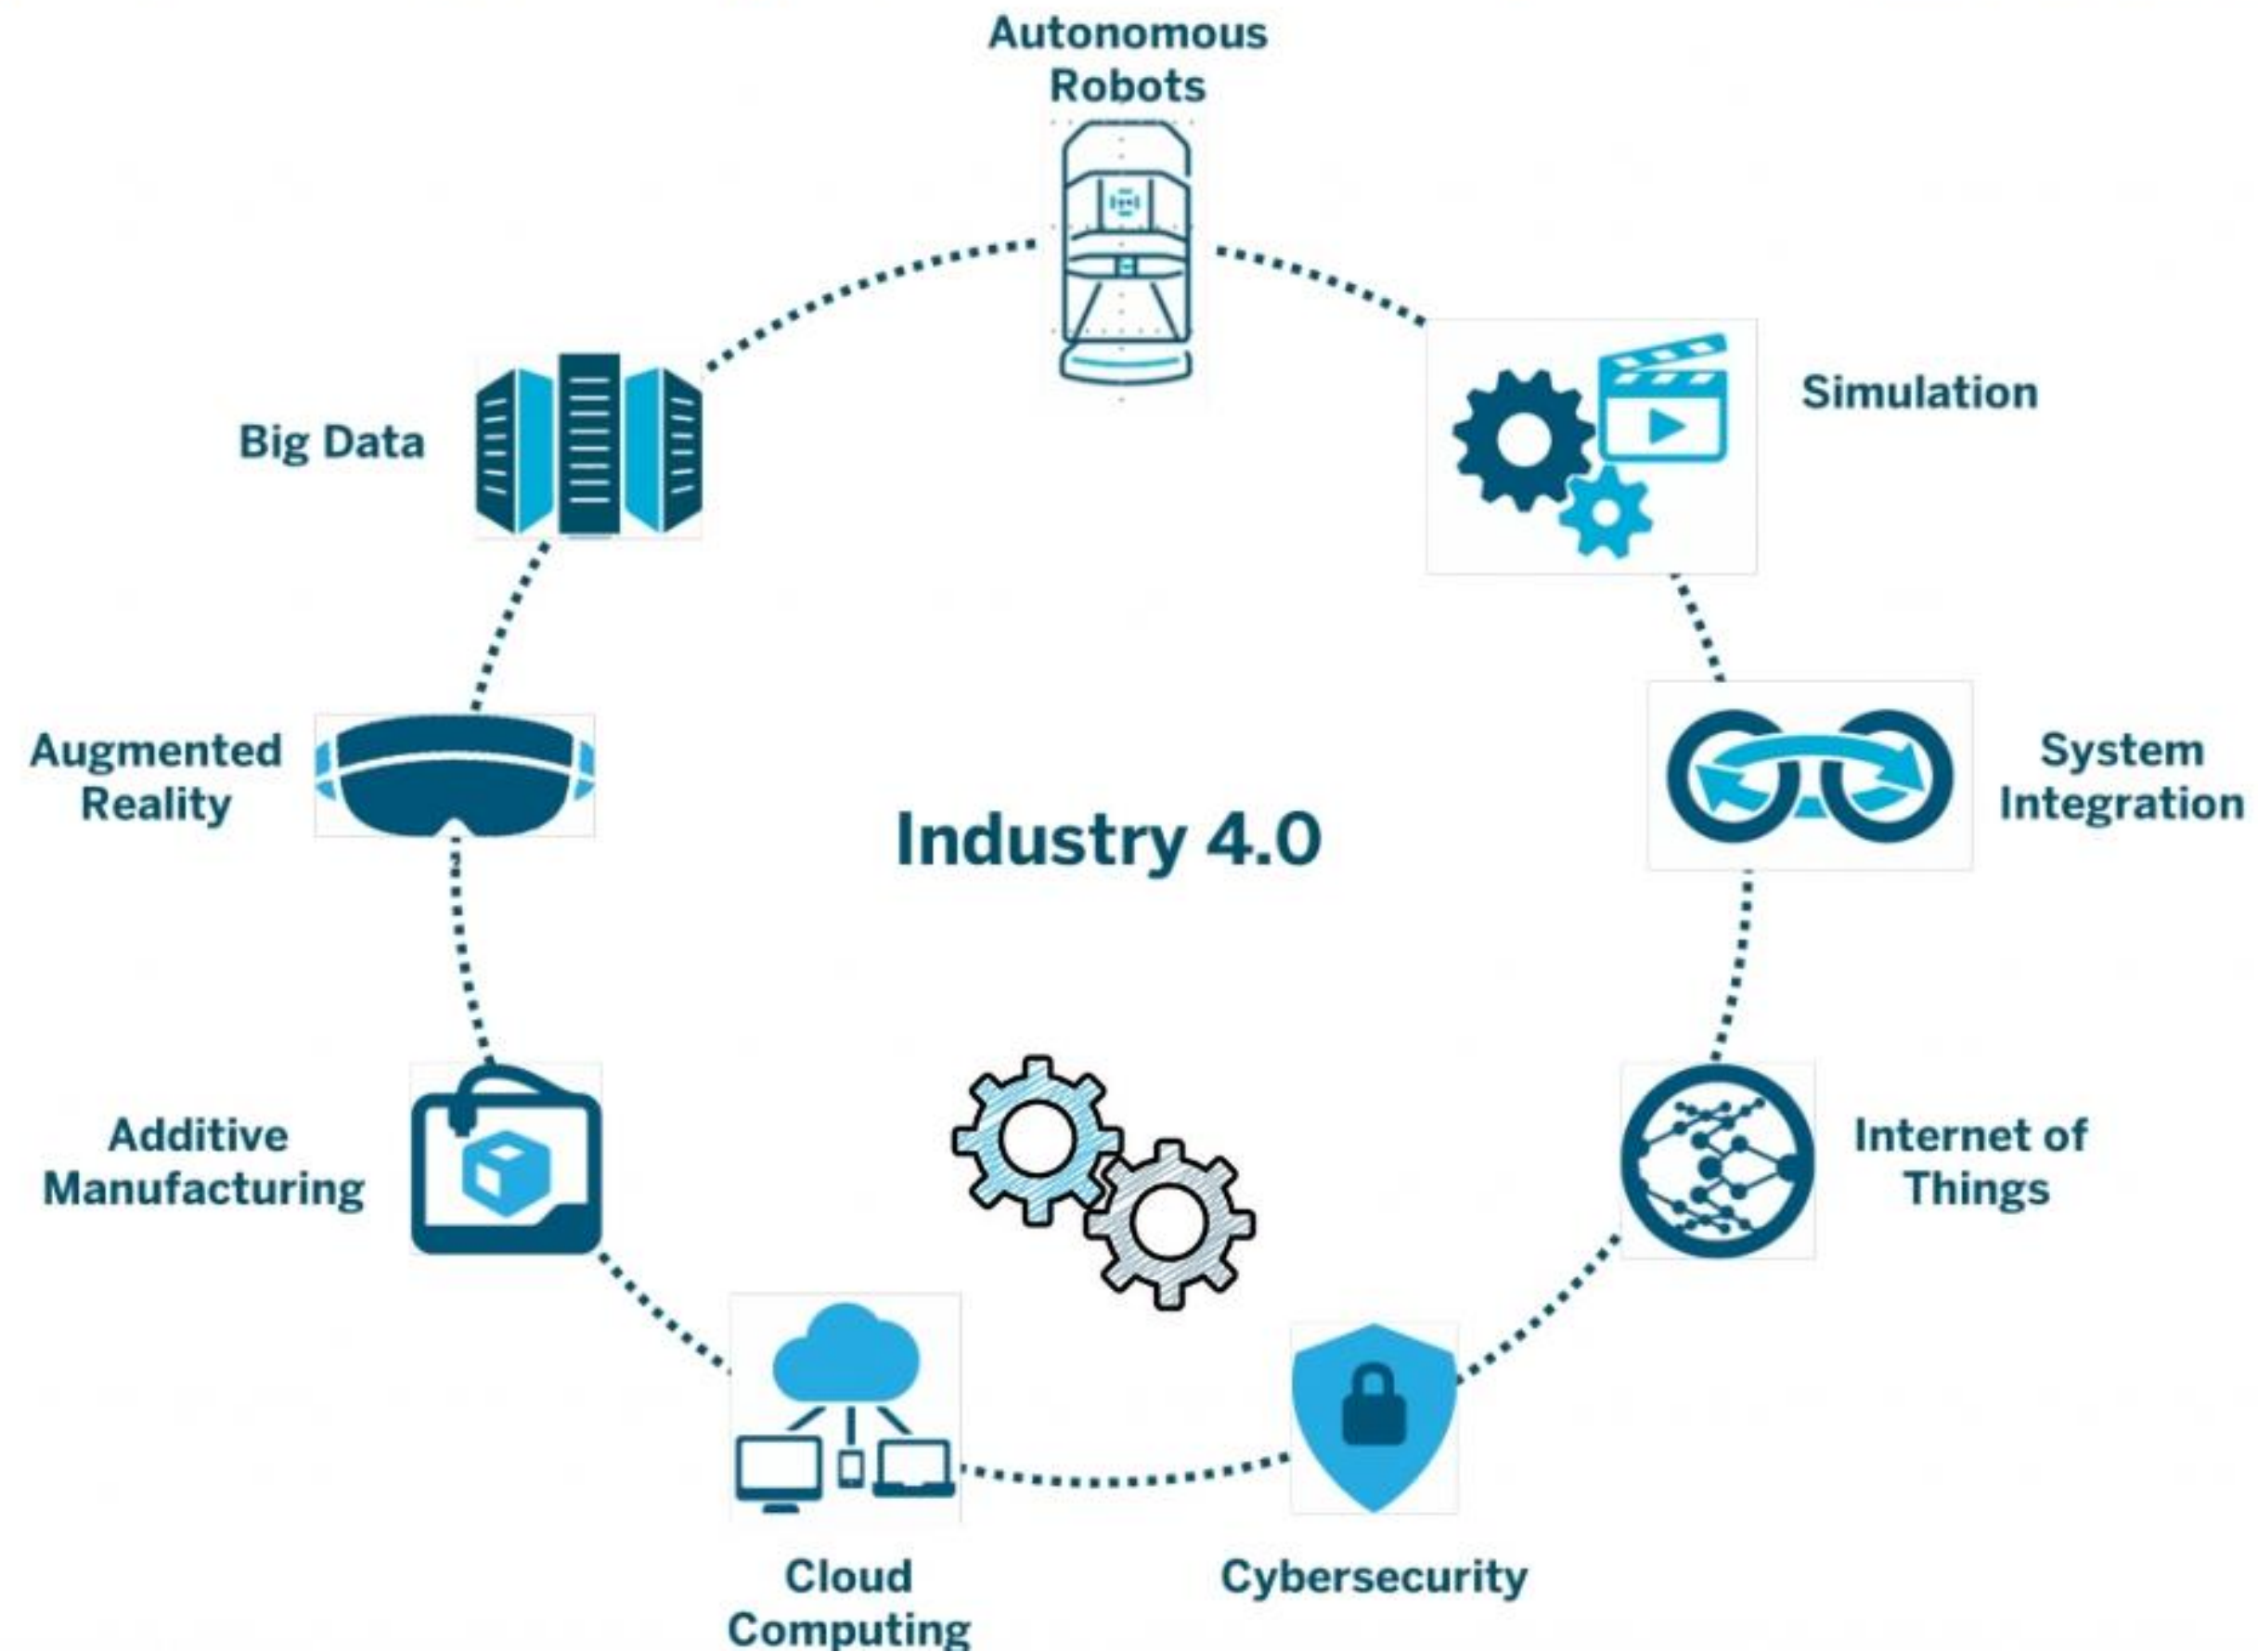 Autonomous
Robots
Simulation
Big Data
System
Integration
Augmented
Reality
Industry 4.0
Internet of
Things
Additive
Manufacturing
Cloud
Computing
Cybersecurity